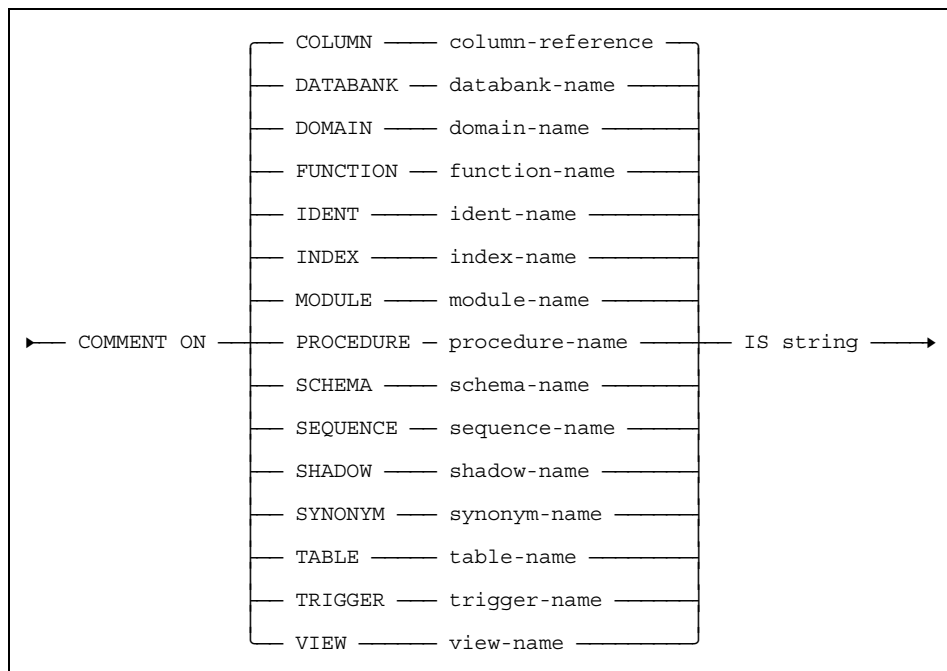 COLUMN column-reference
DATABANK databank-name
DOMAIN domain-name
FUNCTION function-name
IDENT ident-name
INDEX index-name
MODULE module-name
COMMENT ON PROCEDURE procedure-name IS string
SCHEMA schema-name
SEQUENCE sequence-name
SHADOW shadow-name
SYNONYM synonym-name
TABLE table-name
TRIGGER trigger-name
VIEW view-name